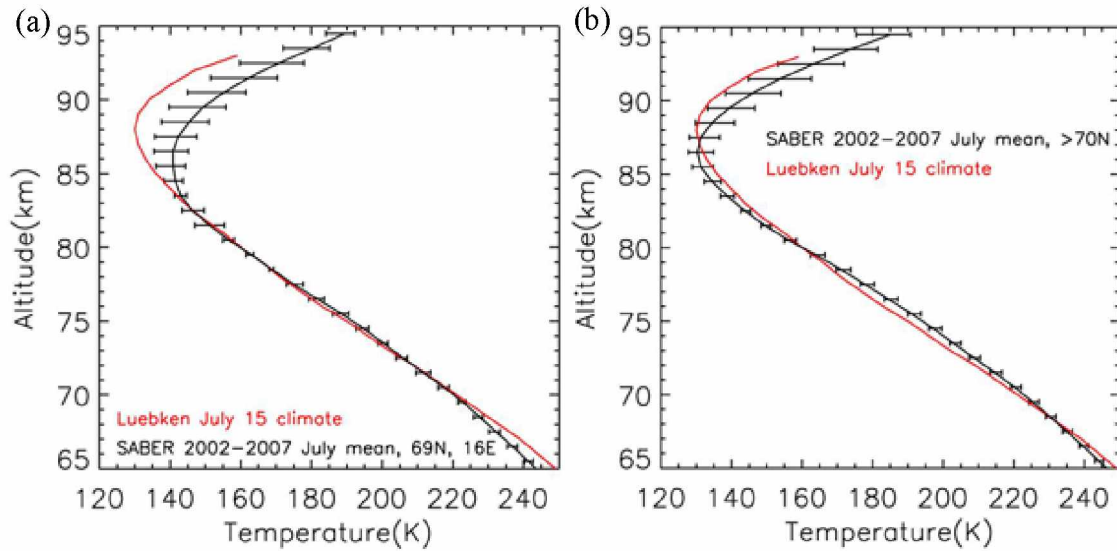 (a)
95
90
85
80
75
70
65
Altitude(km)
Luebken July 15 climate
SABER 2002-2007 July mean, 69N, 16E
120 140 160 180 200 220 240
Temperature(K)
(b)
95
90
85
80
75
70
65
Altitude(km)
SABER 2002-2007 July mean, >70N
Luebken July 15 climate
120 140 160 180 200 220 240
Temperature(K)